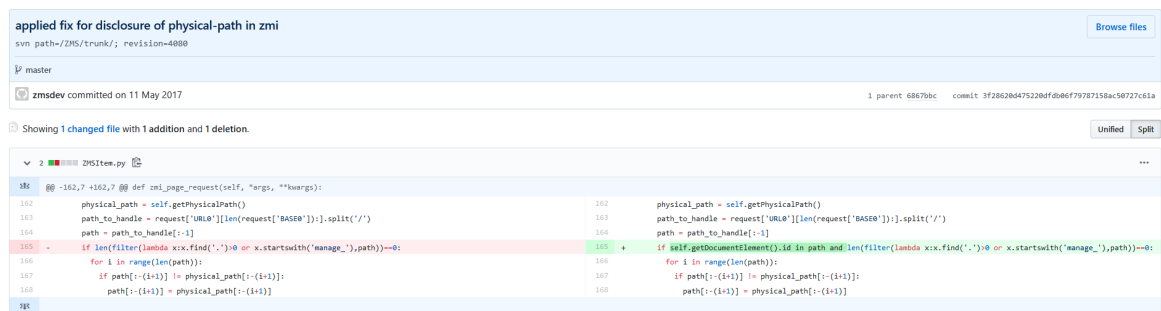 applied fix for disclosure of physical-path in zmi
Browse files
svn path=/ZMS/trunk/; revision=4080
master
zmsdev committed on 11 May 2017
1 parent 6867bbc commit 3f28620d475220dfdb06f79787158ac50727c61a
Showing 1 changed file with 1 addition and 1 deletion.
Unified Split
2 ZMSItem.py
@@ -162,7 +162,7 @@ def zmi_page_request(self, *args, **kwargs):
162 physical_path = self.getPhysicalPath()
163 path_to_handle = request['URL0'][len(request['BASE0']):].split('/')
164 path = path_to_handle[:-1]
165 - if len(filter(lambda x:x.find('.')>0 or x.startswith('manage_'),path))==0:
166 for i in range(len(path)):
167 if path[:-(i+1)] != physical_path[:-(i+1)]:
168 path[:-(i+1)] = physical_path[:-(i+1)]
162 physical_path = self.getPhysicalPath()
163 path_to_handle = request['URL0'][len(request['BASE0']):].split('/')
164 path = path_to_handle[:-1]
165 + if self.getDocumentElement().id in path and len(filter(lambda x:x.find('.')>0 or x.startswith('manage_'),path))==0:
166 for i in range(len(path)):
167 if path[:-(i+1)] != physical_path[:-(i+1)]:
168 path[:-(i+1)] = physical_path[:-(i+1)]